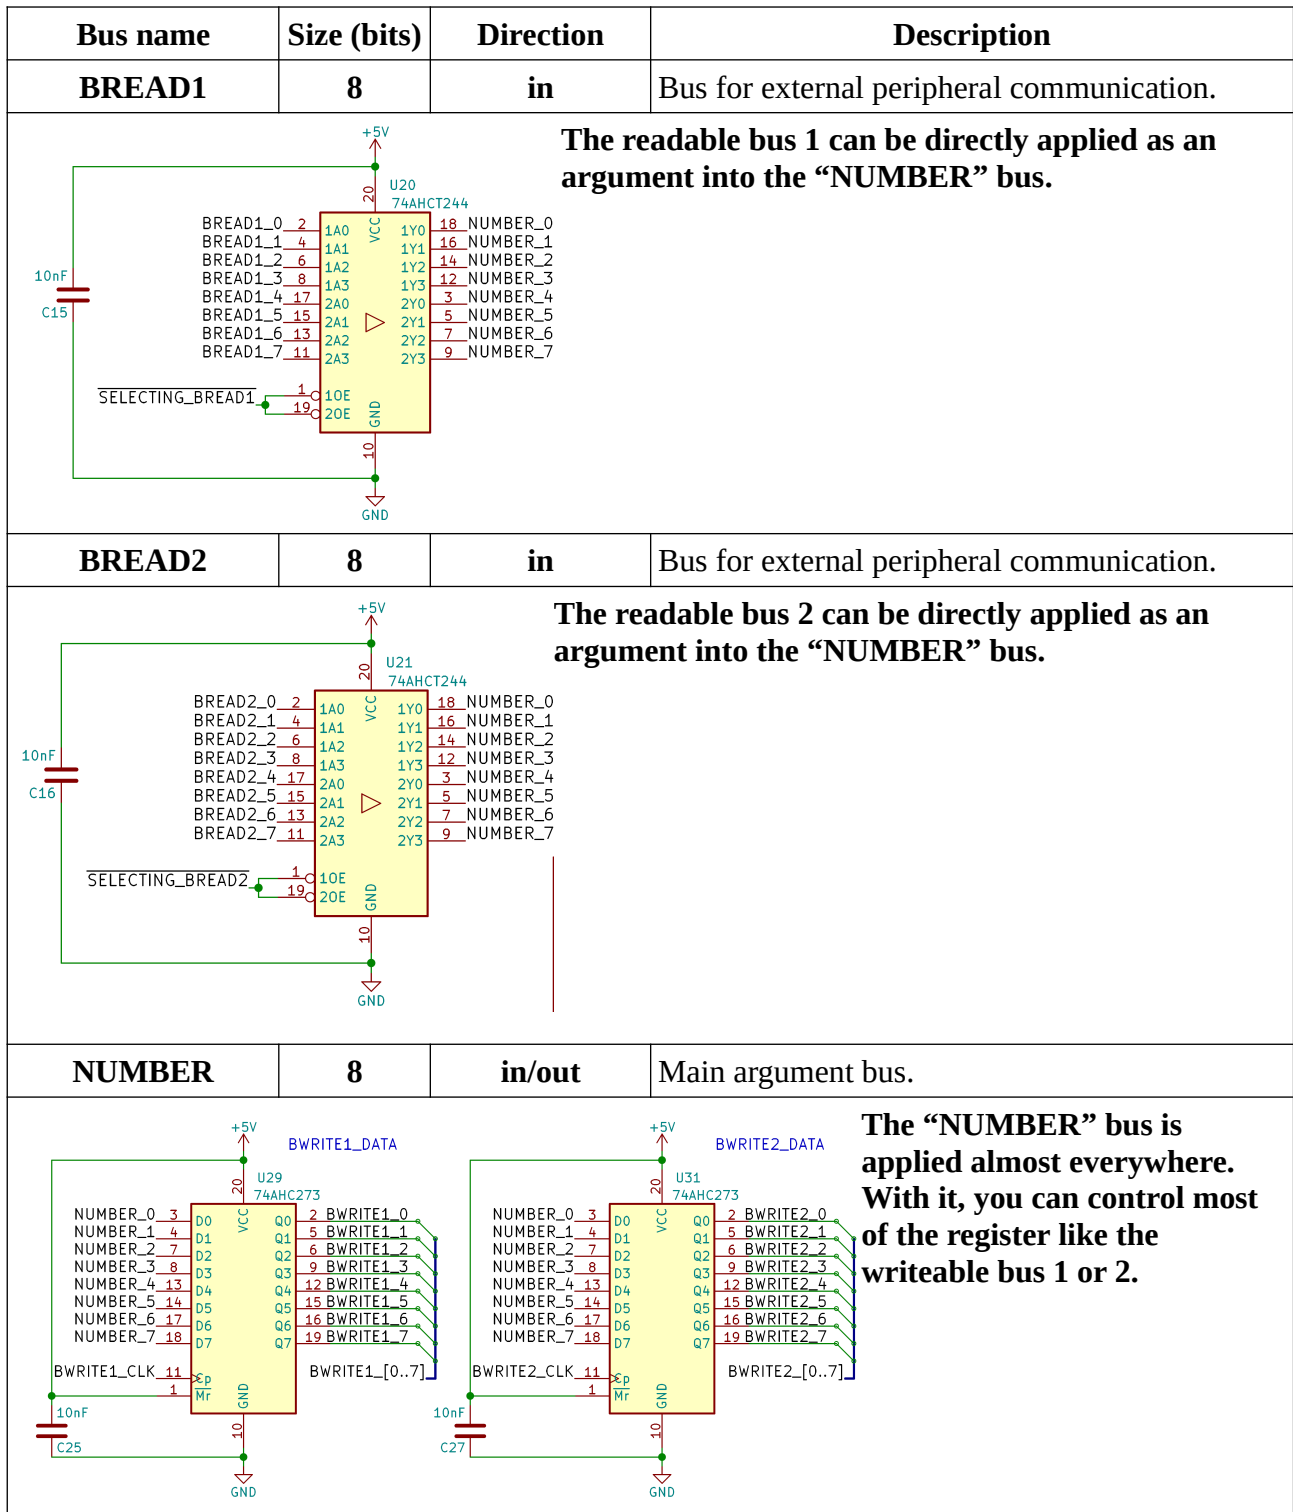 Bus name Size (bits) Direction Description
BREAD1 8 in Bus for external peripheral communication.
The readable bus 1 can be directly applied as an
argument into the “NUMBER” bus.
+5V
U20
74AHCT244
20
VCC
BREAD1_0 2 1A0 1Y0 18 NUMBER_0
BREAD1_1 4 1A1 1Y1 16 NUMBER_1
BREAD1_2 6 1A2 1Y2 14 NUMBER_2
BREAD1_3 8 1A3 1Y3 12 NUMBER_3
BREAD1_4 17 2A0 2Y0 3 NUMBER_4
BREAD1_5 15 2A1 2Y1 5 NUMBER_5
BREAD1_6 13 2A2 2Y2 7 NUMBER_6
BREAD1_7 11 2A3 2Y3 9 NUMBER_7
10nF
C15
SELECTING_BREAD1 1 1OE
19 2OE
GND
10
GND
BREAD2 8 in Bus for external peripheral communication.
The readable bus 2 can be directly applied as an
argument into the “NUMBER” bus.
+5V
U21
74AHCT244
20
VCC
BREAD2_0 2 1A0 1Y0 18 NUMBER_0
BREAD2_1 4 1A1 1Y1 16 NUMBER_1
BREAD2_2 6 1A2 1Y2 14 NUMBER_2
BREAD2_3 8 1A3 1Y3 12 NUMBER_3
BREAD2_4 17 2A0 2Y0 3 NUMBER_4
BREAD2_5 15 2A1 2Y1 5 NUMBER_5
BREAD2_6 13 2A2 2Y2 7 NUMBER_6
BREAD2_7 11 2A3 2Y3 9 NUMBER_7
10nF
C16
SELECTING_BREAD2 1 1OE
19 2OE
GND
10
GND
NUMBER 8 in/out Main argument bus.
+5V
BWRITE1_DATA
U29
74AHC273
20
VCC
NUMBER_0 3 D0 Q0 2 BWRITE1_0
NUMBER_1 4 D1 Q1 5 BWRITE1_1
NUMBER_2 7 D2 Q2 6 BWRITE1_2
NUMBER_3 8 D3 Q3 9 BWRITE1_3
NUMBER_4 13 D4 Q4 12 BWRITE1_4
NUMBER_5 14 D5 Q5 15 BWRITE1_5
NUMBER_6 17 D6 Q6 16 BWRITE1_6
NUMBER_7 18 D7 Q7 19 BWRITE1_7
BWRITE1_CLK 11 Cp BWRITE1_[0..7]
1 Mr
GND
10nF
C25
10
GND
+5V
BWRITE2_DATA
U31
74AHC273
20
VCC
NUMBER_0 3 D0 Q0 2 BWRITE2_0
NUMBER_1 4 D1 Q1 5 BWRITE2_1
NUMBER_2 7 D2 Q2 6 BWRITE2_2
NUMBER_3 8 D3 Q3 9 BWRITE2_3
NUMBER_4 13 D4 Q4 12 BWRITE2_4
NUMBER_5 14 D5 Q5 15 BWRITE2_5
NUMBER_6 17 D6 Q6 16 BWRITE2_6
NUMBER_7 18 D7 Q7 19 BWRITE2_7
BWRITE2_CLK 11 Cp BWRITE2_[0..7]
1 Mr
GND
10nF
C27
10
GND
The “NUMBER” bus is
applied almost everywhere.
With it, you can control most
of the register like the
writeable bus 1 or 2.